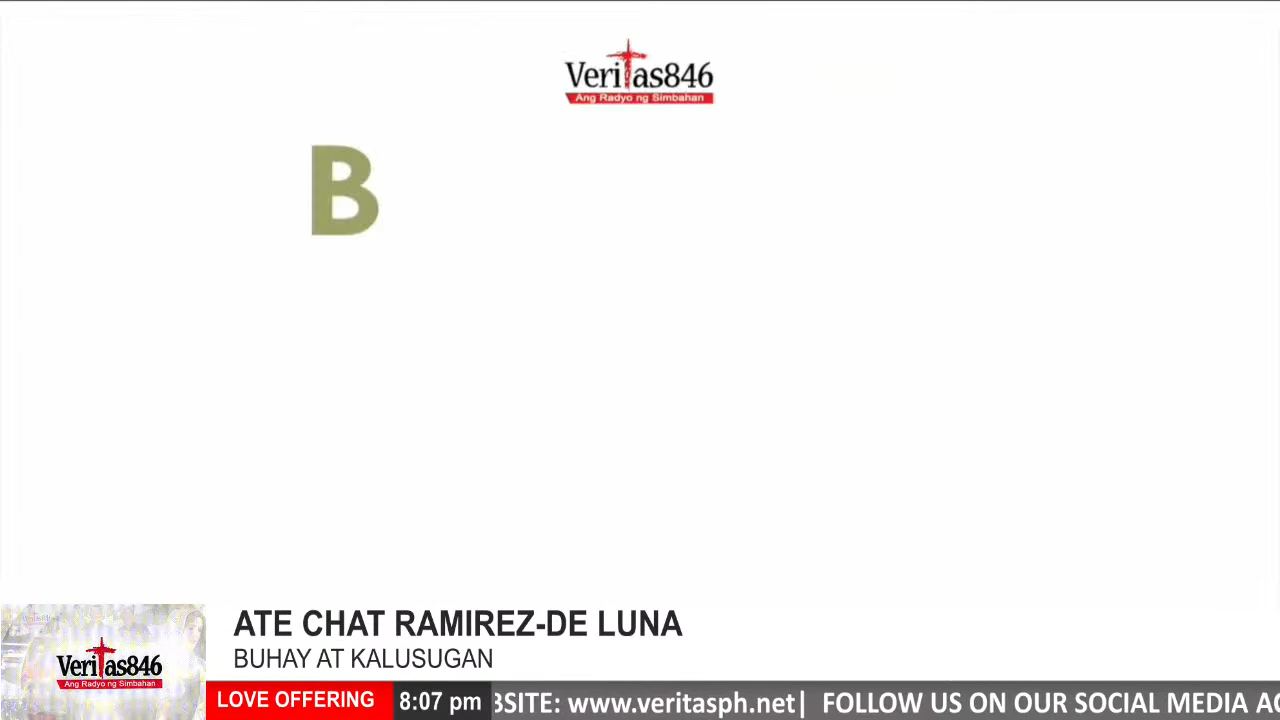 Veritas846
Ang Radyo ng Simbahan
B
ATE CHAT RAMIREZ-DE LUNA
BUHAY AT KALUSUGAN
Veritas846
Ang Radyo ng Simbahan
LOVE OFFERING
8:07 pm
BSITE: www.veritasph.net| FOLLOW US ON OUR SOCIAL MEDIA AC